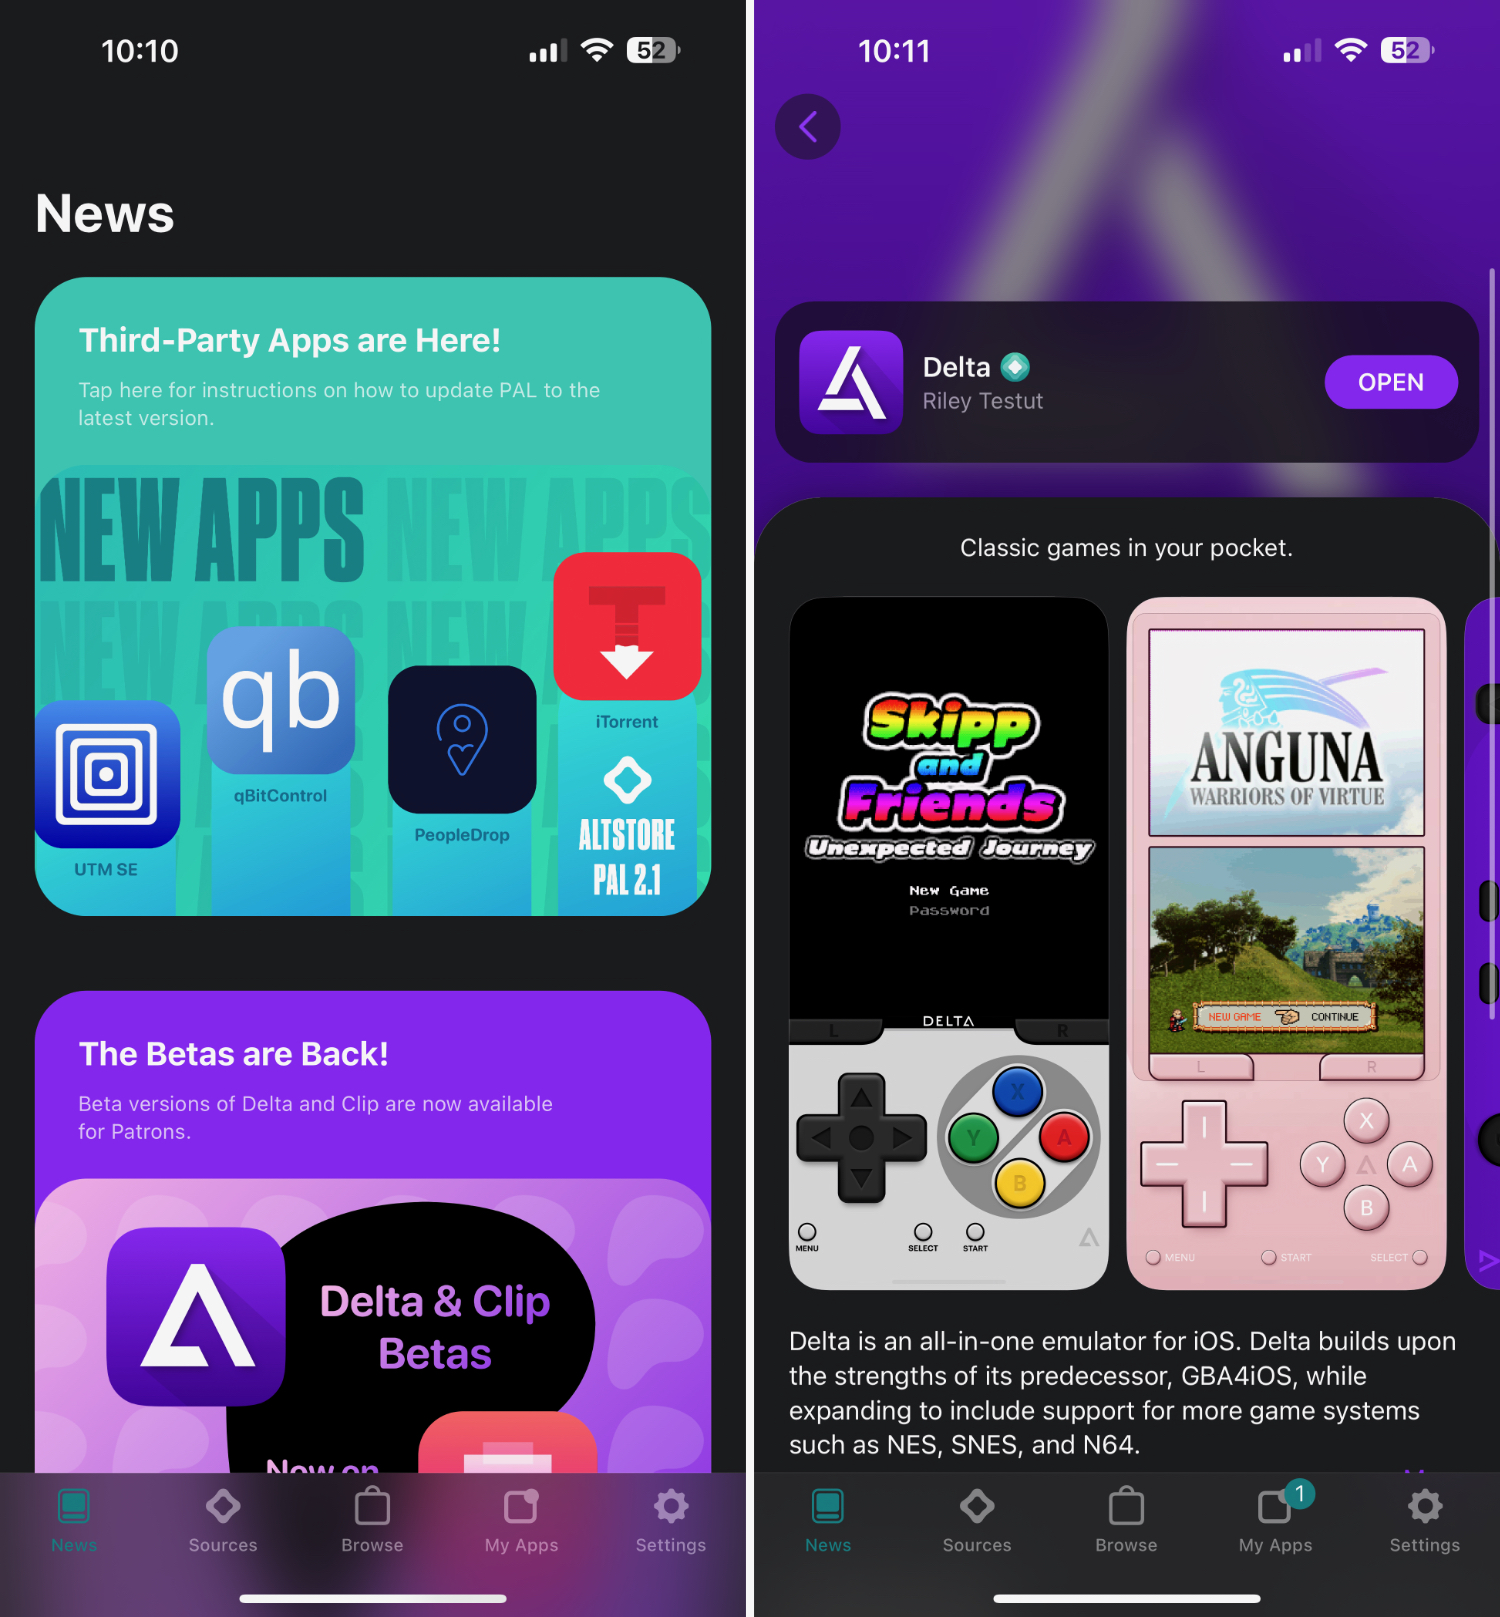 10:10
52
News
Third-Party Apps are Here!
Tap here for instructions on how to update PAL to the
latest version.
NEW APPS NEW APPS
NEW APPS NEW APPS
iTorrent
qb
qBitControl
PeopleDrop
UTM SE
ALTSTORE
PAL 2.1
The Betas are Back!
Beta versions of Delta and Clip are now available
for Patrons.
Delta & Clip
Betas
Now on
News
Sources
Browse
My Apps
Settings
10:11
52
Delta
Riley Testut
OPEN
Classic games in your pocket.
Skipp
and
Friends
Unexpected Journey
New Game
Password
DELTA
L
R
X
Y
A
B
MENU
SELECT
START
ANGUNA
WARRIORS OF VIRTUE
NEW GAME
CONTINUE
L
R
X
Y
A
B
MENU
START
SELECT
Delta is an all-in-one emulator for iOS. Delta builds upon
the strengths of its predecessor, GBA4iOS, while
expanding to include support for more game systems
such as NES, SNES, and N64.
News
Sources
Browse
1
My Apps
Settings